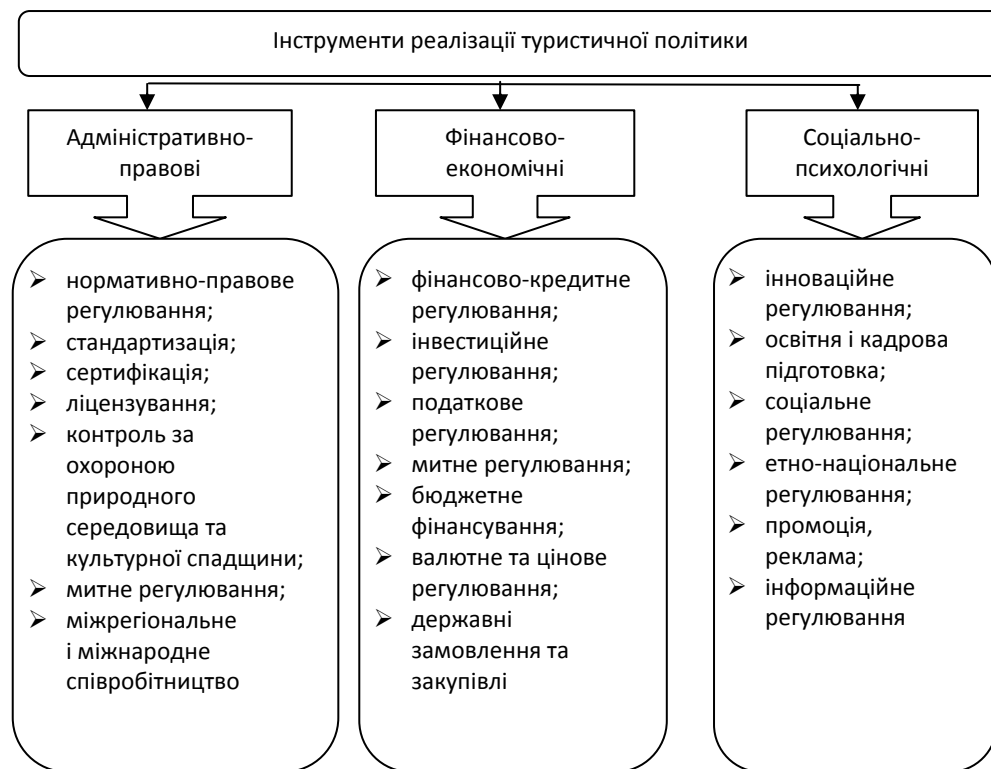 Інструменти реалізації туристичної політики
Адміністративно-
правові
Фінансово-
економічні
Соціально-
психологічні
нормативно-правове
регулювання;
стандартизація;
сертифікація;
ліцензування;
контроль за
охороною
природного
середовища та
культурної спадщини;
митне регулювання;
міжрегіональне
і міжнародне
співробітництво
фінансово-кредитне
регулювання;
інвестиційне
регулювання;
податкове
регулювання;
митне регулювання;
бюджетне
фінансування;
валютне та цінове
регулювання;
державні
замовлення та
закупівлі
інноваційне
регулювання;
освітня і кадрова
підготовка;
соціальне
регулювання;
етно-національне
регулювання;
промоція,
реклама;
інформаційне
регулювання